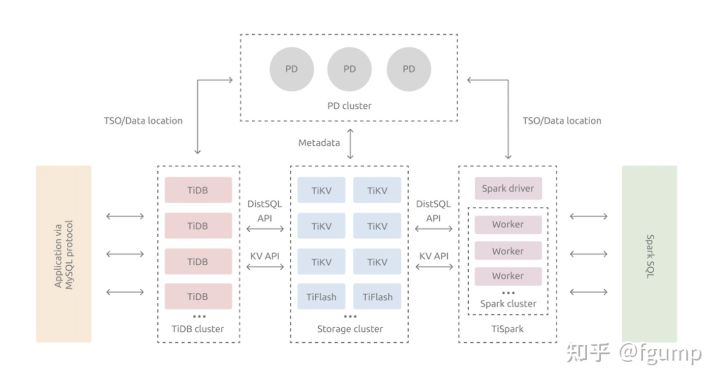 PD
PD
PD
PD cluster
TSO/Data location
TSO/Data location
Metadata
Application via
MySQL protocol
TiDB
TiDB
TiDB
TiDB
TiDB cluster
DistSQL
API
KV API
TiKV
TiKV
TiKV
TiKV
TiKV
TiKV
TiFlash
TiFlash
Storage cluster
DistSQL
API
KV API
Spark driver
Worker
Worker
Worker
Spark cluster
TiSpark
Spark SQL
知乎 @fgump